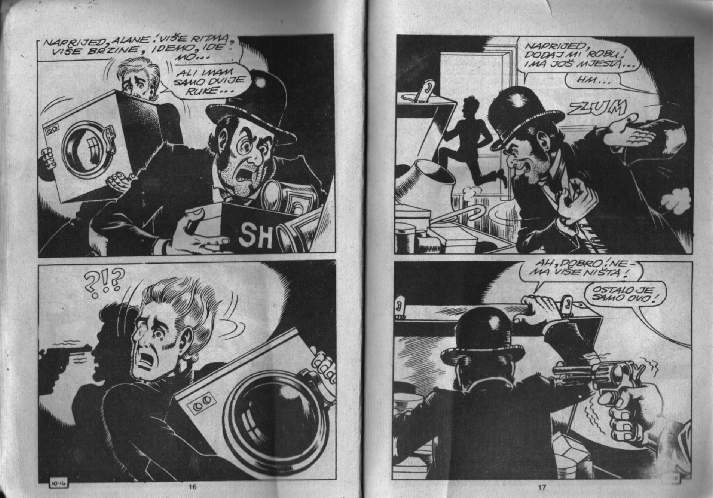 NAPRIJED, ALANE! VIŠE RITMA,
VIŠE BRZINE, IDEMO, IDE-
MO...
ALI IMAM
SAMO DVIJE
RUKE...
SH
?!?
16
NAPRIJED,
DODAJ MI ROBU!
IMA JOŠ MJESTA...
HM...
AH, DOBRO! NE-
MA VIŠE NIŠTA!
OSTALO JE
SAMO OVO!
17